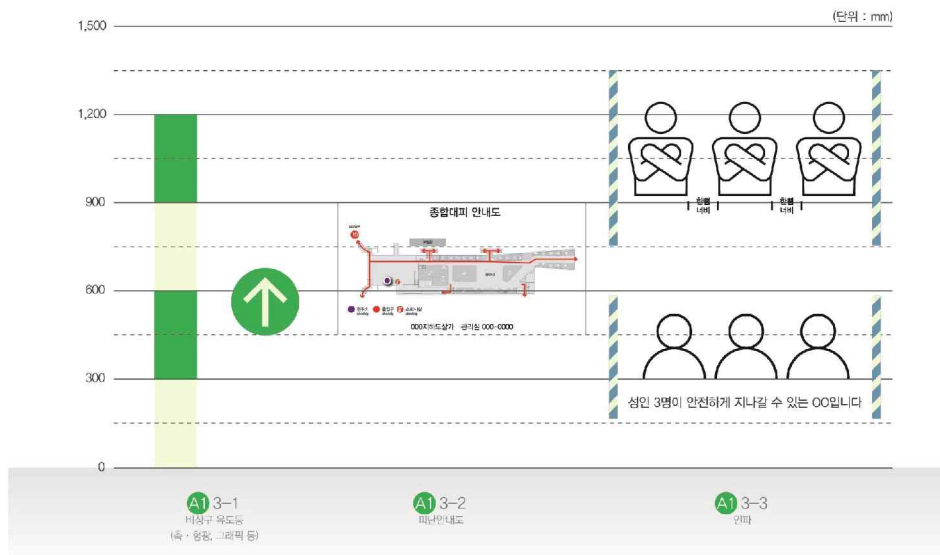 (단위 : mm)
1,500
1,200
900
600
300
0
한뼘 너비
한뼘 너비
종합대피 안내도
OOO지하도상가 관리실 000-0000
성인 3명이 안전하게 지나갈 수 있는 OO입니다
A1 3-1
비상구 유도등
(축 · 형광, 그래픽 등)
A1 3-2
피난안내도
A1 3-3
인파